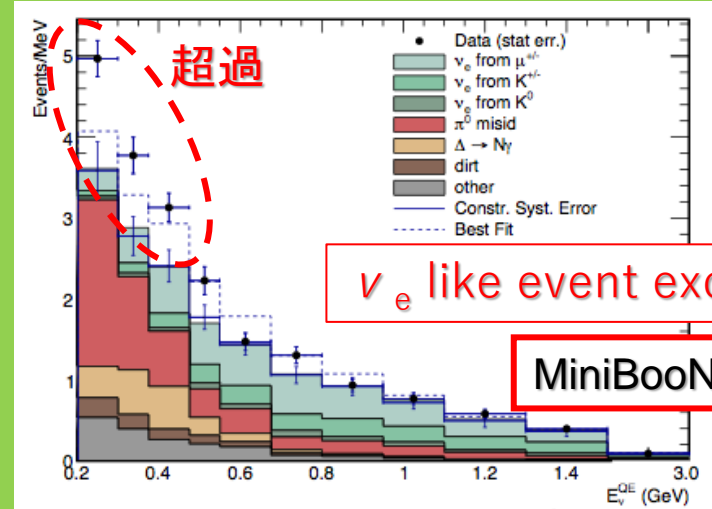 Events/MeV
5
4
3
2
1
0
超過
Data (stat err.)
νe from μ+/-
νe from K+/-
νe from K0
π0 misid
Δ → Nγ
dirt
other
Constr. Syst. Error
Best Fit
νe like event exc
MiniBooN
0.2 0.4 0.6 0.8 1 1.2 1.4 3.0
EνQE (GeV)